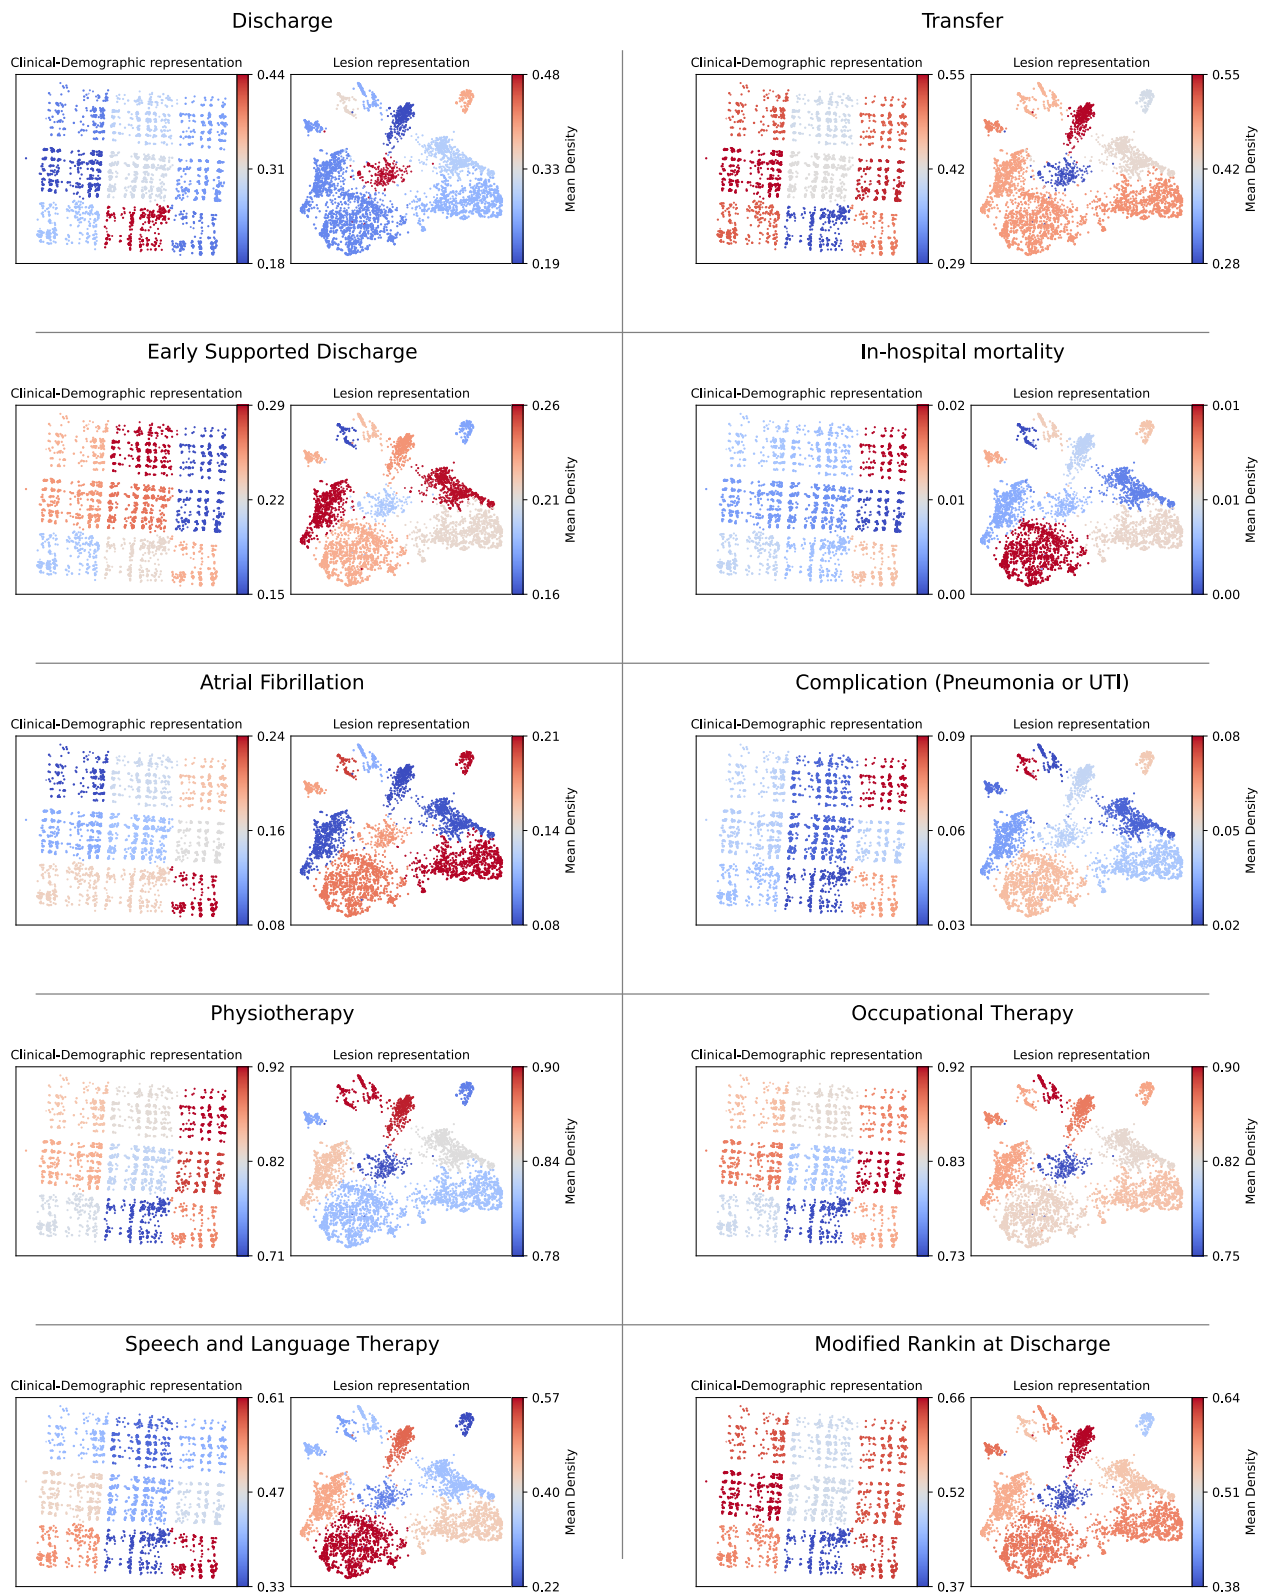 Discharge
Transfer
Clinical-Demographic representation
0.44
0.31
0.18
Lesion representation
0.48
0.33
0.19
Mean Density
Clinical-Demographic representation
0.55
0.42
0.29
Lesion representation
0.55
0.42
0.28
Mean Density
Early Supported Discharge
In-hospital mortality
Clinical-Demographic representation
0.29
0.22
0.15
Lesion representation
0.26
0.21
0.16
Mean Density
Clinical-Demographic representation
0.02
0.01
0.00
Lesion representation
0.01
0.01
0.00
Mean Density
Atrial Fibrillation
Complication (Pneumonia or UTI)
Clinical-Demographic representation
0.24
0.16
0.08
Lesion representation
0.21
0.14
0.08
Mean Density
Clinical-Demographic representation
0.09
0.06
0.03
Lesion representation
0.08
0.05
0.02
Mean Density
Physiotherapy
Occupational Therapy
Clinical-Demographic representation
0.92
0.82
0.71
Lesion representation
0.90
0.84
0.78
Mean Density
Clinical-Demographic representation
0.92
0.83
0.73
Lesion representation
0.90
0.82
0.75
Mean Density
Speech and Language Therapy
Modified Rankin at Discharge
Clinical-Demographic representation
0.61
0.47
0.33
Lesion representation
0.57
0.40
0.22
Mean Density
Clinical-Demographic representation
0.66
0.52
0.37
Lesion representation
0.64
0.51
0.38
Mean Density